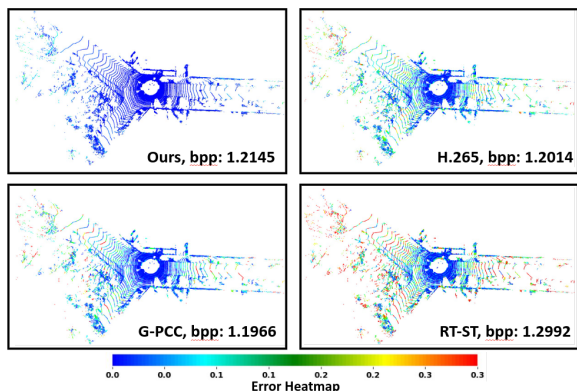 Ours, bpp: 1.2145
H.265, bpp: 1.2014
G-PCC, bpp: 1.1966
RT-ST, bpp: 1.2992
0.0 0.0 0.1 0.1 0.2 0.2 0.3 0.3
Error Heatmap